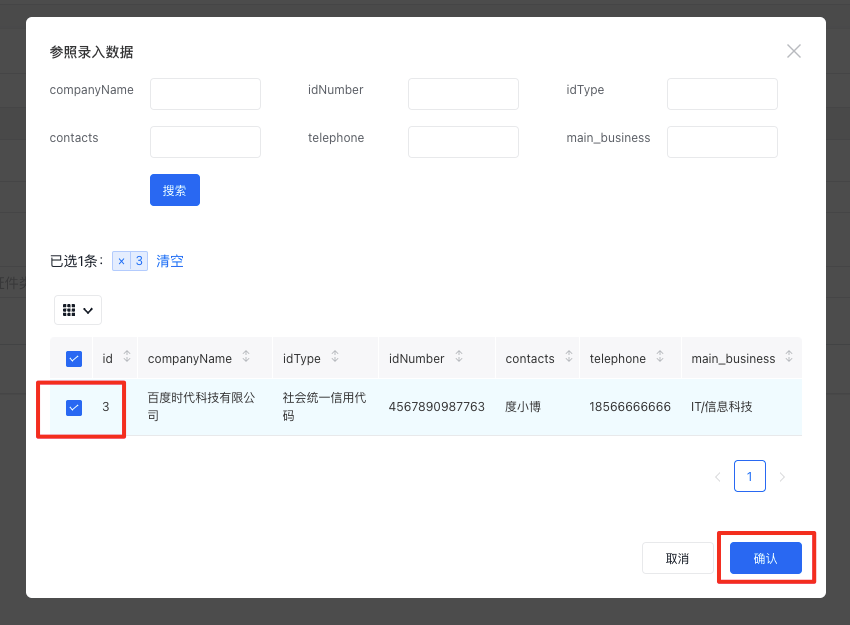 参照录入数据
companyName idNumber idType
contacts telephone main_business
搜索
已选1条： × 3 清空
证件类
id companyName idType idNumber contacts telephone main_business
3 百度时代科技有限公司 社会统一信用代码 4567890987763 度小博 18566666666 IT/信息科技
1
取消 确认